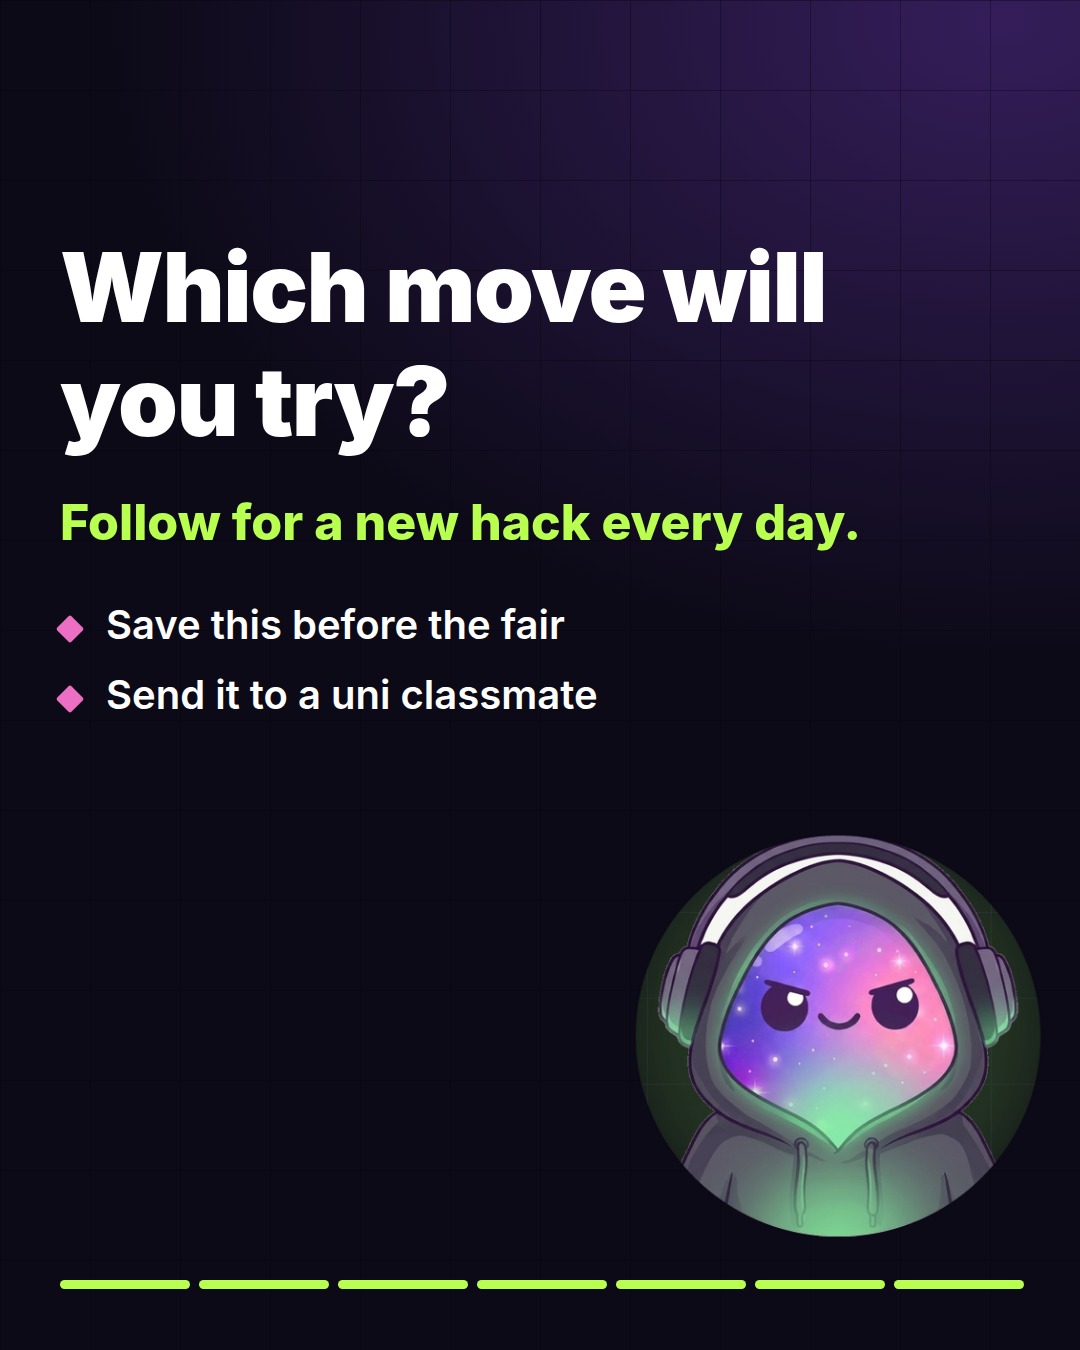 Which move will
you try?
Follow for a new hack every day.
Save this before the fair
Send it to a uni classmate